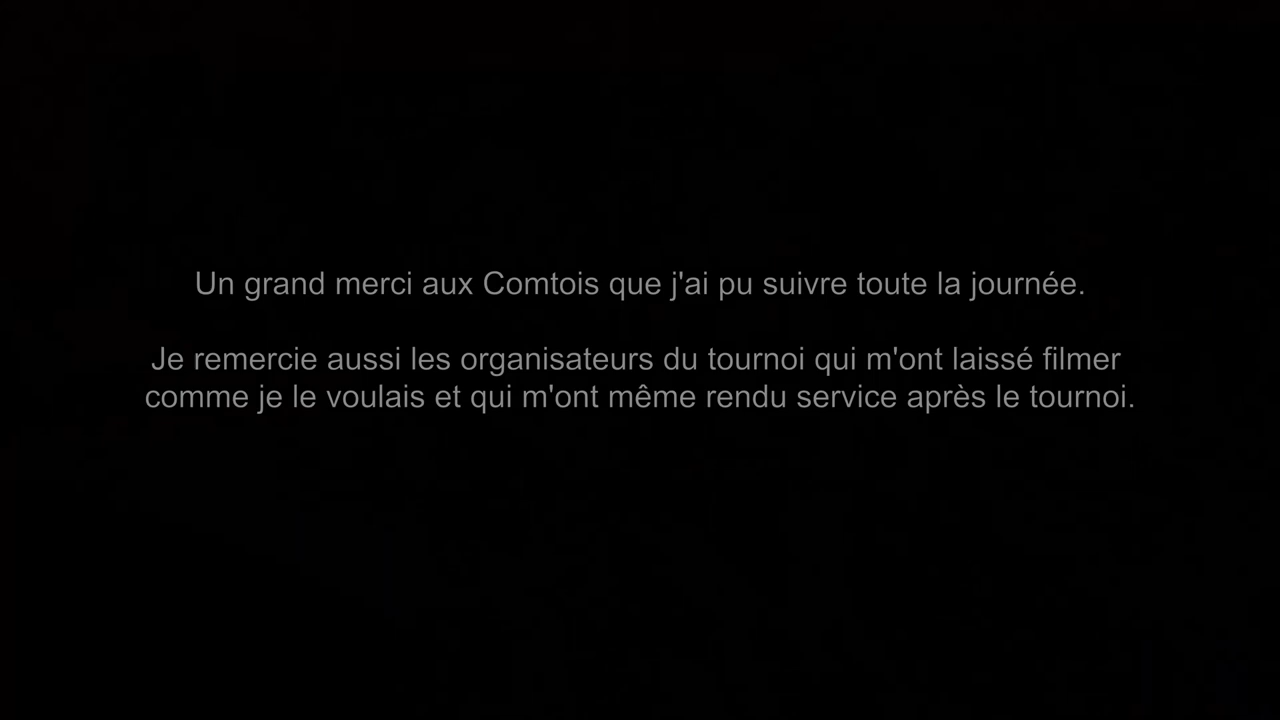 Un grand merci aux Comtois que j'ai pu suivre toute la journée.
Je remercie aussi les organisateurs du tournoi qui m'ont laissé filmer
comme je le voulais et qui m'ont même rendu service après le tournoi.